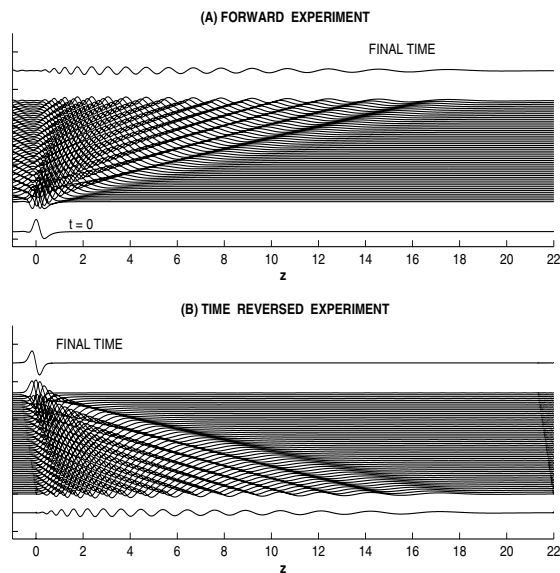 (A) FORWARD EXPERIMENT
FINAL TIME
t = 0
0 2 4 6 8 10 12 14 16 18 20 22
z
(B) TIME REVERSED EXPERIMENT
FINAL TIME
0 2 4 6 8 10 12 14 16 18 20 22
z